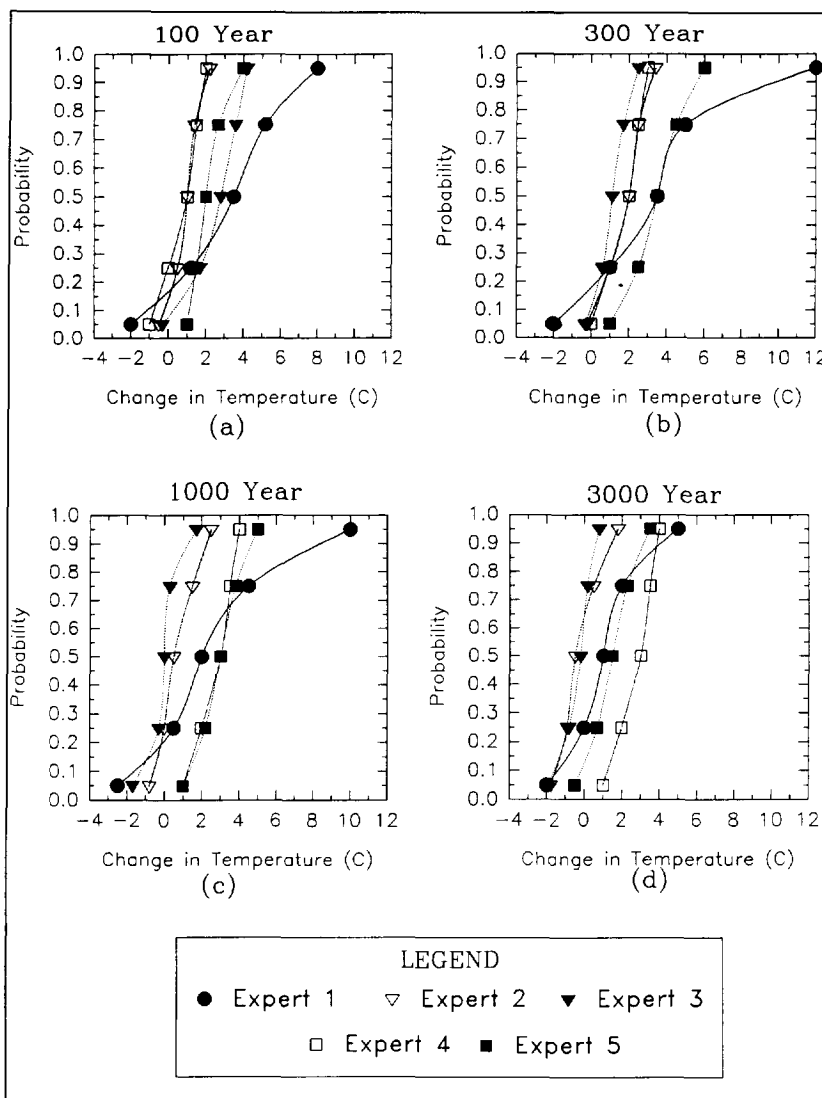 100 Year
1.0
0.9
0.8
0.7
0.6
0.5
0.4
0.3
0.2
0.1
0.0
Probability
-4 -2 0 2 4 6 8 10 12
Change in Temperature (C)
(a)
300 Year
1.0
0.9
0.8
0.7
0.6
0.5
0.4
0.3
0.2
0.1
0.0
Probability
-4 -2 0 2 4 6 8 10 12
Change in Temperature (C)
(b)
1000 Year
1.0
0.9
0.8
0.7
0.6
0.5
0.4
0.3
0.2
0.1
0.0
Probability
-4 -2 0 2 4 6 8 10 12
Change in Temperature (C)
(c)
3000 Year
1.0
0.9
0.8
0.7
0.6
0.5
0.4
0.3
0.2
0.1
0.0
Probability
-4 -2 0 2 4 6 8 10 12
Change in Temperature (C)
(d)
LEGEND
Expert 1 Expert 2 Expert 3
Expert 4 Expert 5